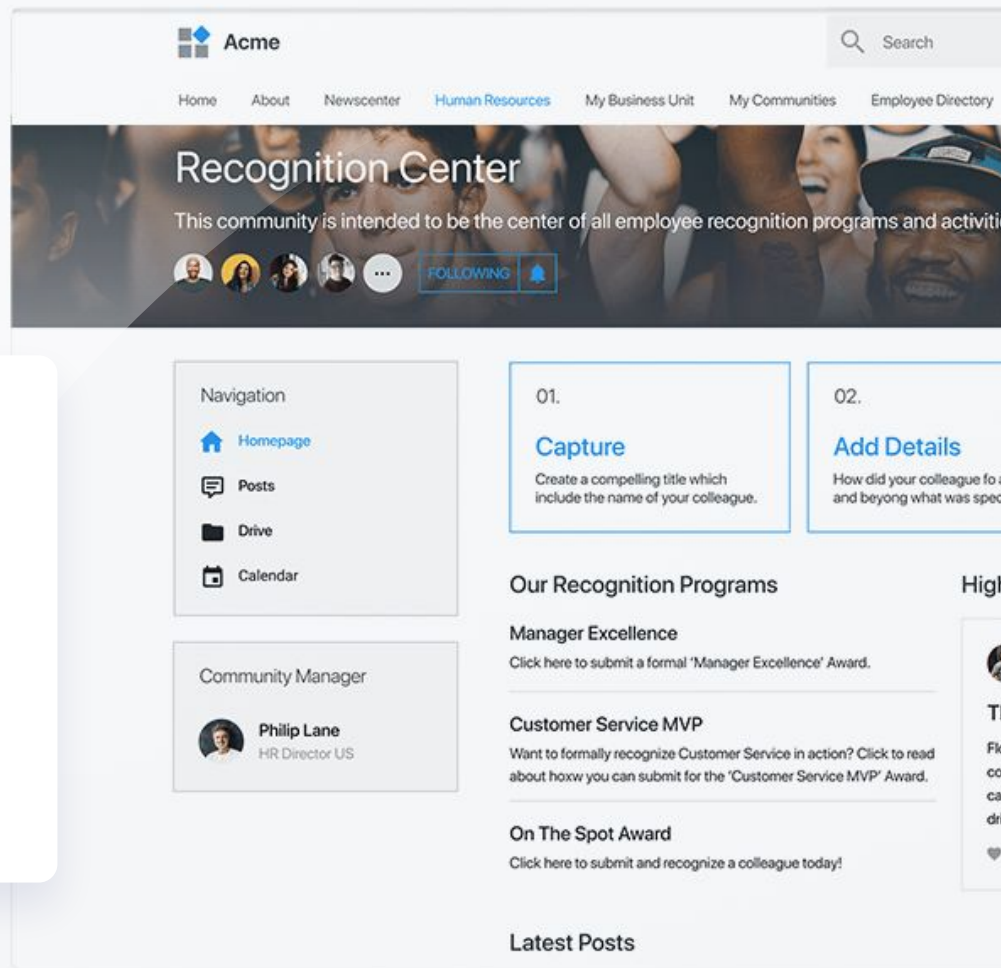 Acme
Search
Home About Newscenter Human Resources My Business Unit My Communities Employee Directory
Recognition Center
This community is intended to be the center of all employee recognition programs and
FOLLOWING
Navigation
Homepage
Posts
Drive
Calendar
Community Manager
Philip Lane
HR Director US
01.
Capture
Create a compelling title which
include the name of your colleague.
02.
Add Details
How did your colleague fo
and beyong what was
Our Recognition Programs
Manager Excellence
Click here to submit a formal 'Manager Excellence' Award.
Customer Service MVP
Want to formally recognize Customer Service in action? Click to read
about hoxw you can submit for the 'Customer Service MVP' Award.
On The Spot Award
Click here to submit and recognize a colleague today!
Latest Posts